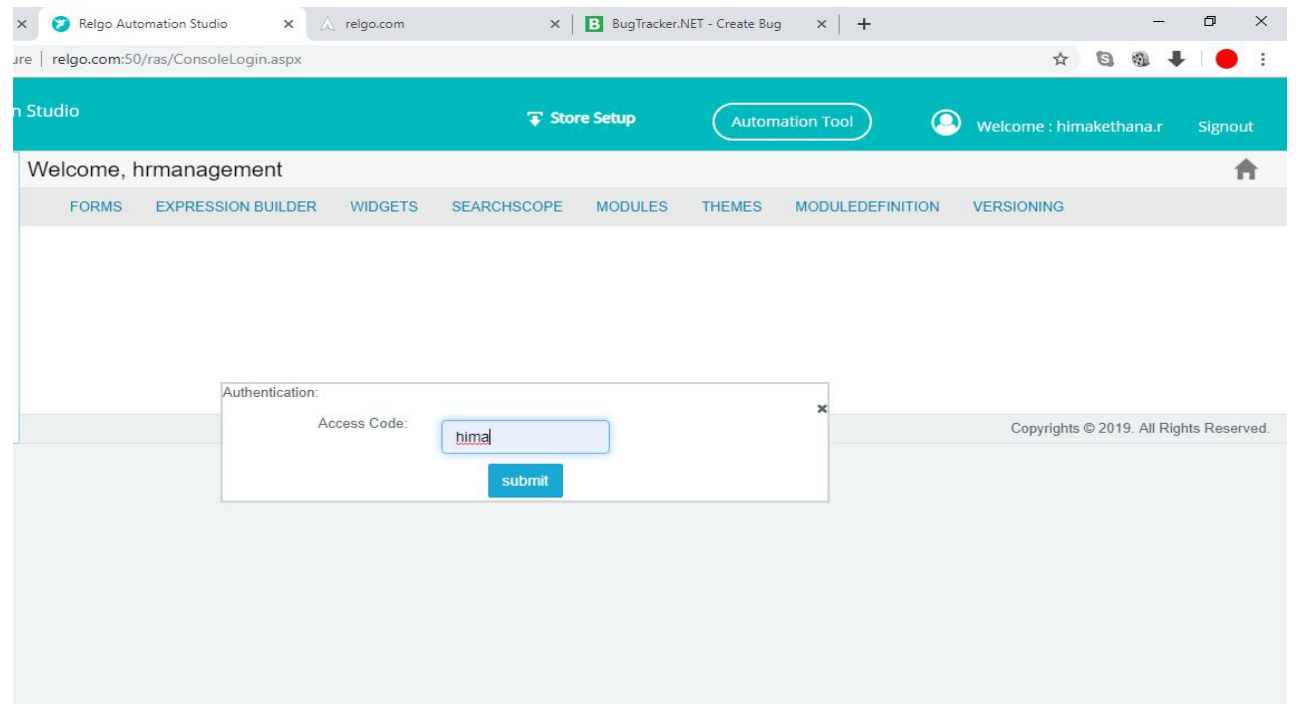 Relgo Automation Studio relgo.com BugTracker.NET - Create Bug
ure | relgo.com:50/ras/ConsoleLogin.aspx
n Studio Store Setup Automation Tool Welcome : himakethana.r Signout
Welcome, hrmanagement
FORMS EXPRESSION BUILDER WIDGETS SEARCHSCOPE MODULES THEMES MODULEDEFINITION VERSIONING
Authentication:
Access Code: hima
submit
Copyrights © 2019. All Rights Reserved.